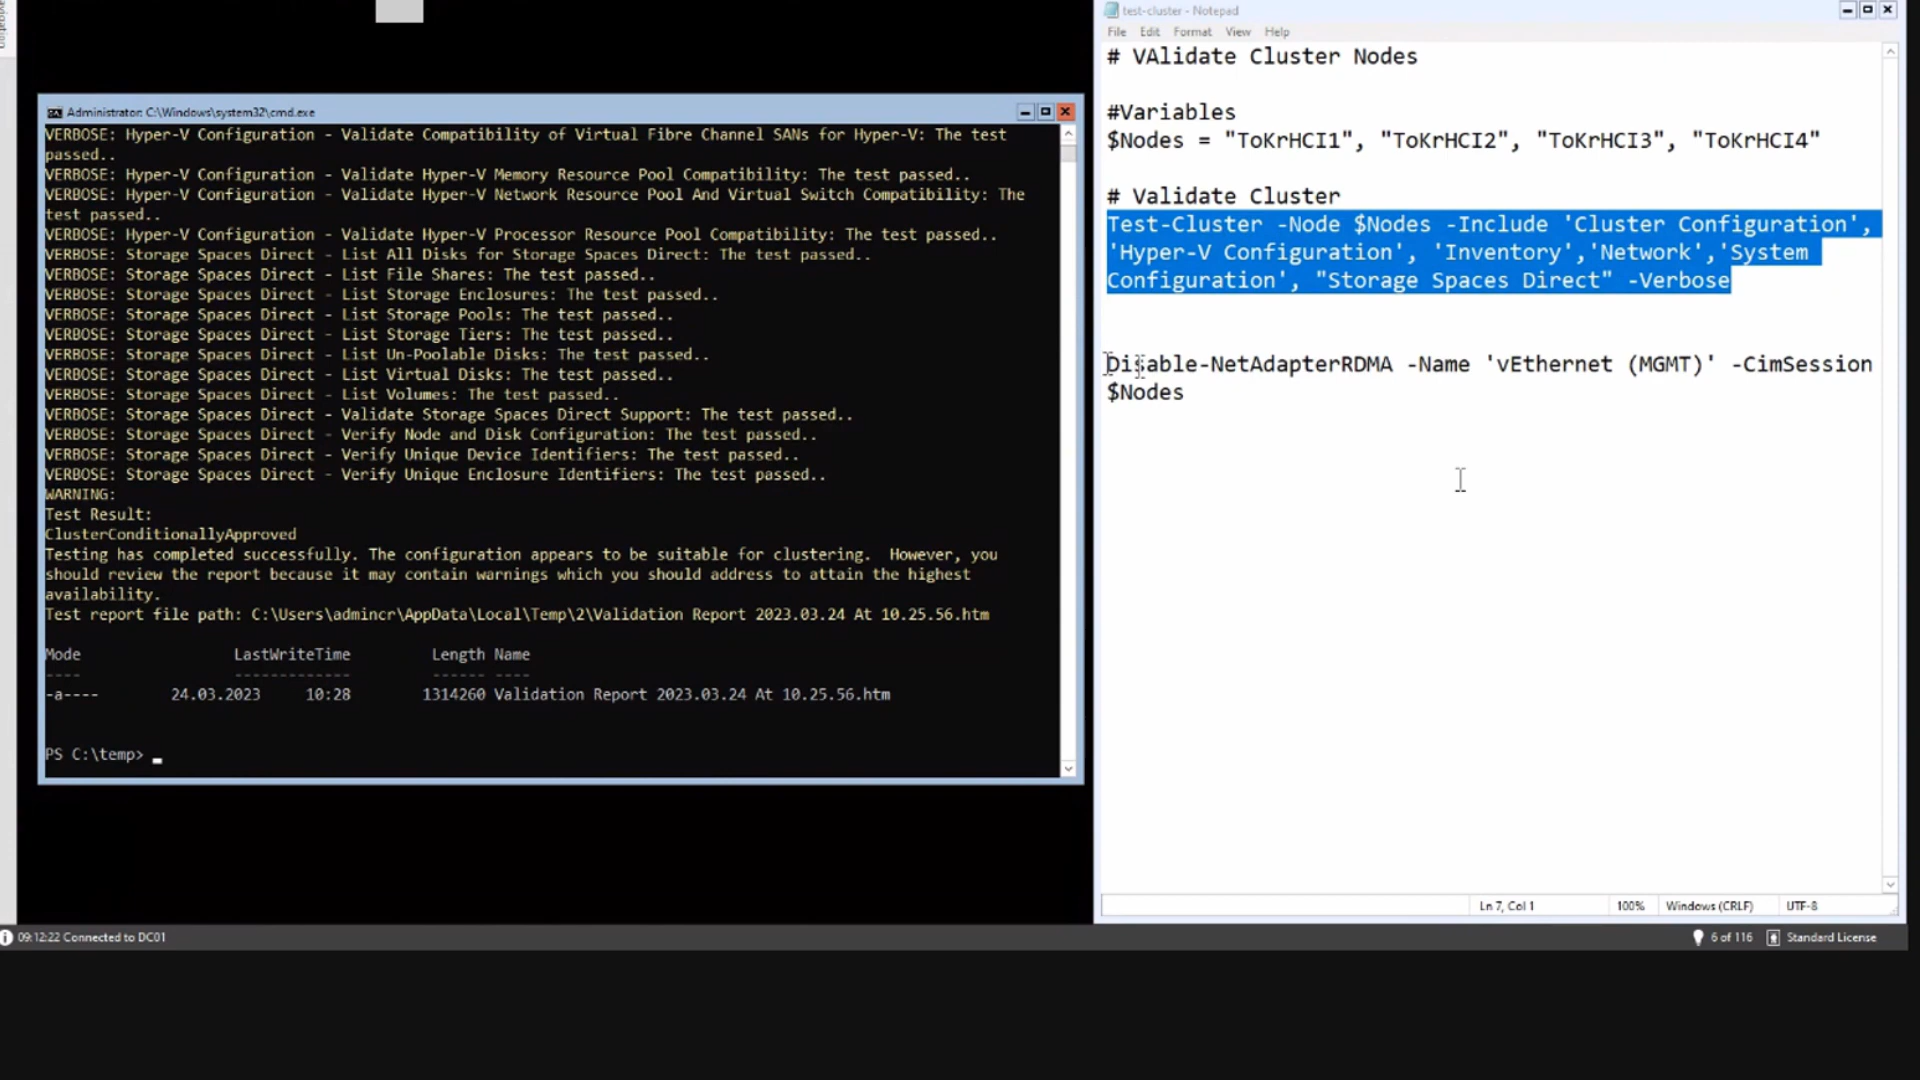 Administrator: C:\Windows\system32\cmd.exe
VERBOSE: Hyper-V Configuration - Validate Compatibility of Virtual Fibre Channel SANs for Hyper-V: The test
passed..
VERBOSE: Hyper-V Configuration - Validate Hyper-V Memory Resource Pool Compatibility: The test passed..
VERBOSE: Hyper-V Configuration - Validate Hyper-V Network Resource Pool And Virtual Switch Compatibility: The
test passed..
VERBOSE: Hyper-V Configuration - Validate Hyper-V Processor Resource Pool Compatibility: The test passed..
VERBOSE: Storage Spaces Direct - List All Disks for Storage Spaces Direct: The test passed..
VERBOSE: Storage Spaces Direct - List File Shares: The test passed..
VERBOSE: Storage Spaces Direct - List Storage Enclosures: The test passed..
VERBOSE: Storage Spaces Direct - List Storage Pools: The test passed..
VERBOSE: Storage Spaces Direct - List Storage Tiers: The test passed..
VERBOSE: Storage Spaces Direct - List Un-Poolable Disks: The test passed..
VERBOSE: Storage Spaces Direct - List Virtual Disks: The test passed..
VERBOSE: Storage Spaces Direct - List Volumes: The test passed..
VERBOSE: Storage Spaces Direct - Validate Storage Spaces Direct Support: The test passed..
VERBOSE: Storage Spaces Direct - Verify Node and Disk Configuration: The test passed..
VERBOSE: Storage Spaces Direct - Verify Unique Device Identifiers: The test passed..
VERBOSE: Storage Spaces Direct - Verify Unique Enclosure Identifiers: The test passed..
WARNING:
Test Result:
ClusterConditionallyApproved
Testing has completed successfully. The configuration appears to be suitable for clustering.  However, you
should review the report because it may contain warnings which you should address to attain the highest
availability.
Test report file path: C:\Users\admincr\AppData\Local\Temp\2\Validation Report 2023.03.24 At 10.25.56.htm
Mode LastWriteTime Length Name
---- ------------- ------ ----
-a---- 24.03.2023 10:28 1314260 Validation Report 2023.03.24 At 10.25.56.htm
PS C:\temp> _
test-cluster - Notepad
File Edit Format View Help
# VAlidate Cluster Nodes
#Variables
$Nodes = "ToKrHCI1", "ToKrHCI2", "ToKrHCI3", "ToKrHCI4"
# Validate Cluster
Test-Cluster -Node $Nodes -Include 'Cluster Configuration',
'Hyper-V Configuration', 'Inventory','Network','System
Configuration', "Storage Spaces Direct" -Verbose
Disable-NetAdapterRDMA -Name 'vEthernet (MGMT)' -CimSession
$Nodes
Ln 7, Col 1 100% Windows (CRLF) UTF-8
09:12:22 Connected to DC01 6 of 116 Standard License